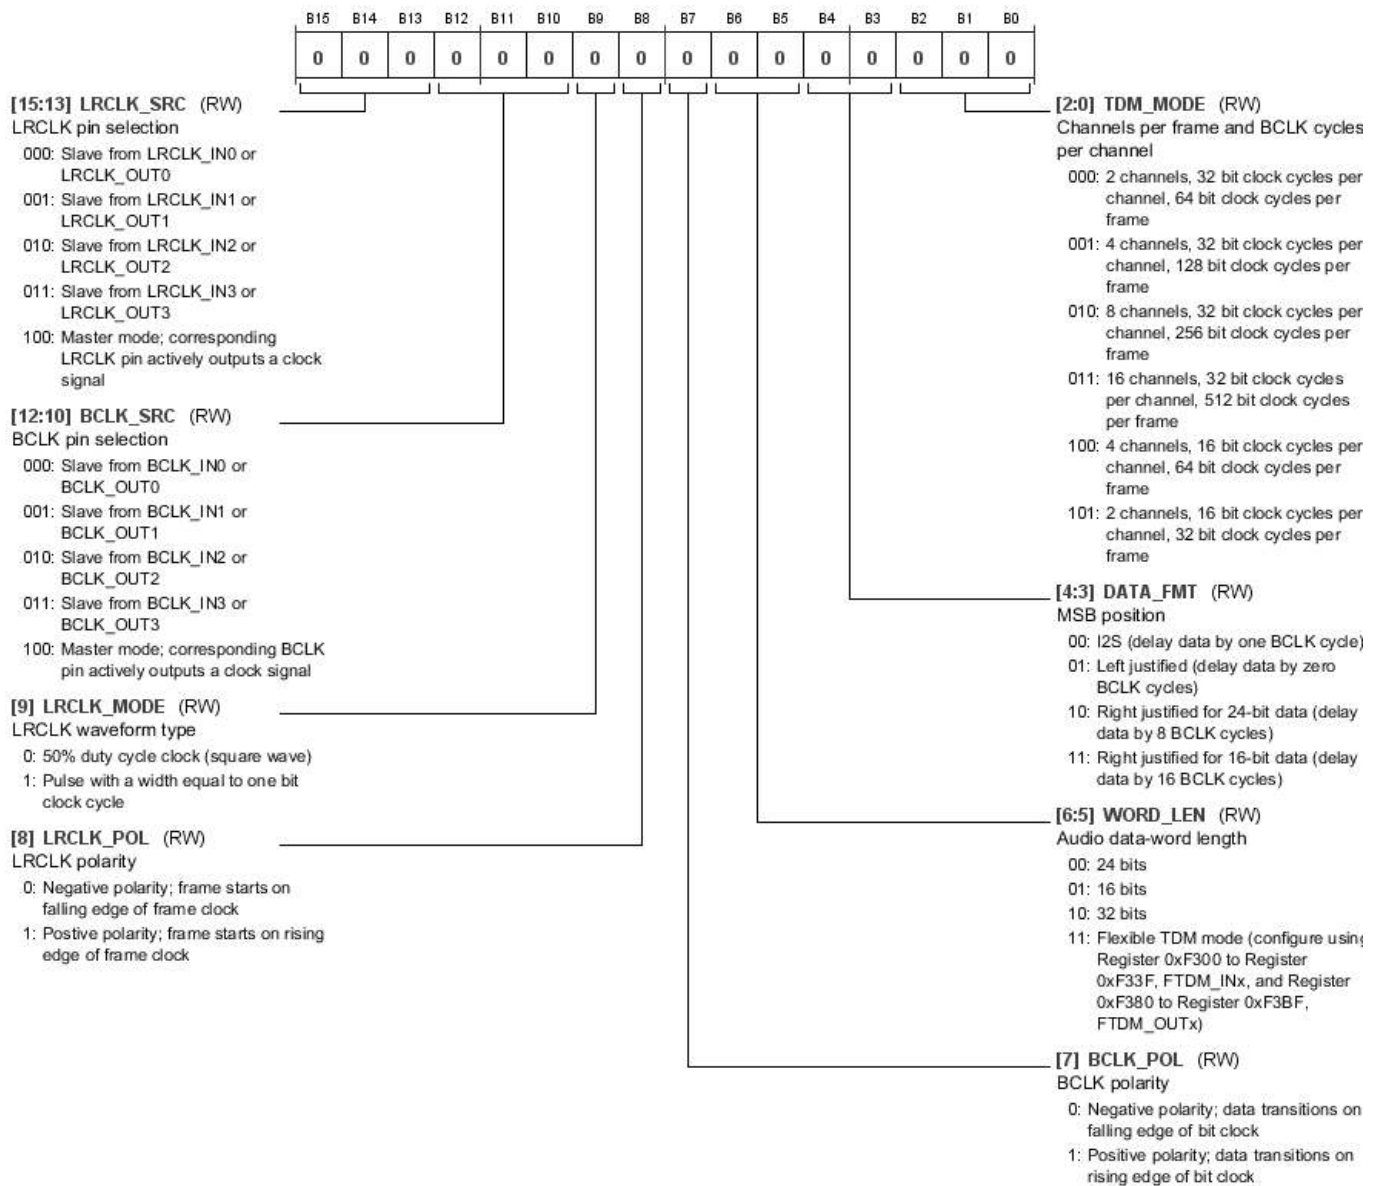 B15 B14 B13 B12 B11 B10 B9 B8 B7 B6 B5 B4 B3 B2 B1 B0
0 0 0 0 0 0 0 0 0 0 0 0 0 0 0 0
[15:13] LRCLK_SRC (RW)
LRCLK pin selection
000: Slave from LRCLK_IN0 or
LRCLK_OUT0
001: Slave from LRCLK_IN1 or
LRCLK_OUT1
010: Slave from LRCLK_IN2 or
LRCLK_OUT2
011: Slave from LRCLK_IN3 or
LRCLK_OUT3
100: Master mode; corresponding
LRCLK pin actively outputs a clock
signal
[12:10] BCLK_SRC (RW)
BCLK pin selection
000: Slave from BCLK_IN0 or
BCLK_OUT0
001: Slave from BCLK_IN1 or
BCLK_OUT1
010: Slave from BCLK_IN2 or
BCLK_OUT2
011: Slave from BCLK_IN3 or
BCLK_OUT3
100: Master mode; corresponding BCLK
pin actively outputs a clock signal
[9] LRCLK_MODE (RW)
LRCLK waveform type
0: 50% duty cycle clock (square wave)
1: Pulse with a width equal to one bit
clock cycle
[8] LRCLK_POL (RW)
LRCLK polarity
0: Negative polarity; frame starts on
falling edge of frame clock
1: Postive polarity; frame starts on rising
edge of frame clock
[2:0] TDM_MODE (RW)
Channels per frame and BCLK cycles
per channel
000: 2 channels, 32 bit clock cycles per
channel, 64 bit clock cycles per
frame
001: 4 channels, 32 bit clock cycles per
channel, 128 bit clock cycles per
frame
010: 8 channels, 32 bit clock cycles per
channel, 256 bit clock cycles per
frame
011: 16 channels, 32 bit clock cycles
per channel, 512 bit clock cycles
per frame
100: 4 channels, 16 bit clock cycles per
channel, 64 bit clock cycles per
frame
101: 2 channels, 16 bit clock cycles per
channel, 32 bit clock cycles per
frame
[4:3] DATA_FMT (RW)
MSB position
00: I2S (delay data by one BCLK cycle)
01: Left justified (delay data by zero
BCLK cycles)
10: Right justified for 24-bit data (delay
data by 8 BCLK cycles)
11: Right justified for 16-bit data (delay
data by 16 BCLK cycles)
[6:5] WORD_LEN (RW)
Audio data-word length
00: 24 bits
01: 16 bits
10: 32 bits
11: Flexible TDM mode (configure using
Register 0xF300 to Register
0xF33F, FTDM_INx, and Register
0xF380 to Register 0xF3BF,
FTDM_OUTx)
[7] BCLK_POL (RW)
BCLK polarity
0: Negative polarity; data transitions on
falling edge of bit clock
1: Positive polarity; data transitions on
rising edge of bit clock